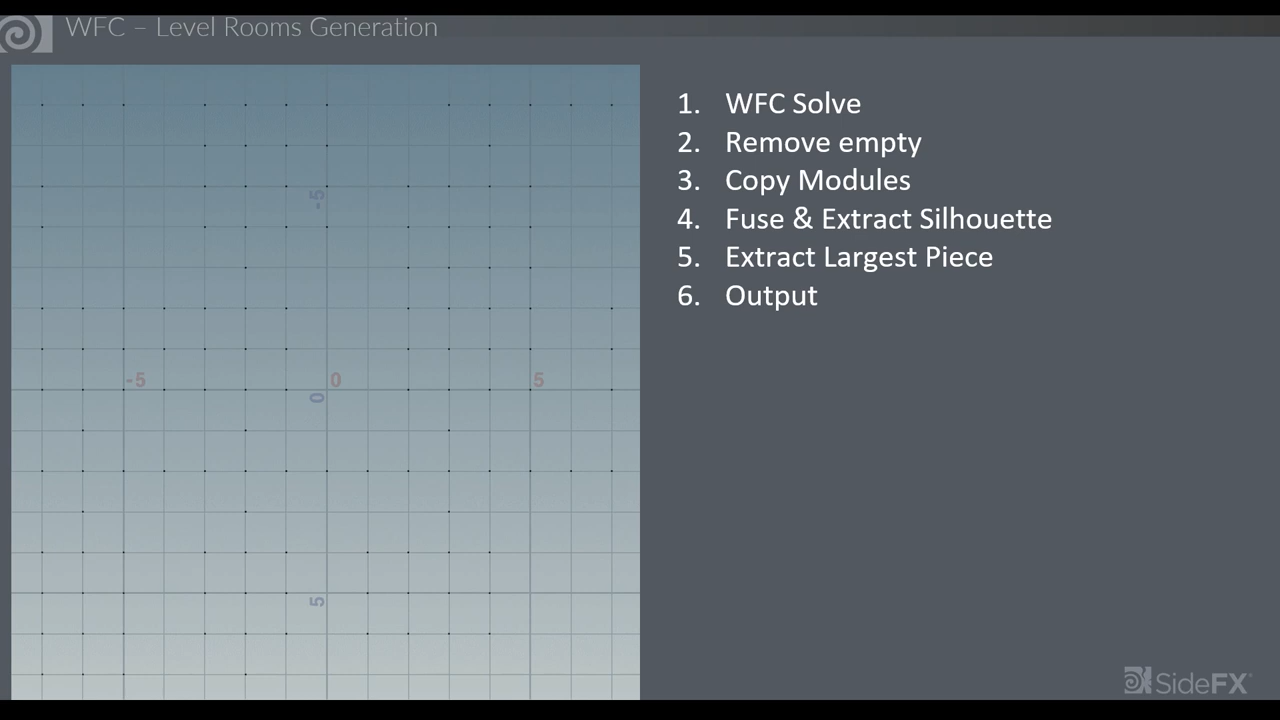 WFC – Level Rooms Generation
1. WFC Solve
2. Remove empty
3. Copy Modules
4. Fuse & Extract Silhouette
5. Extract Largest Piece
6. Output
-5
-5 0 5
0
5
SideFX®